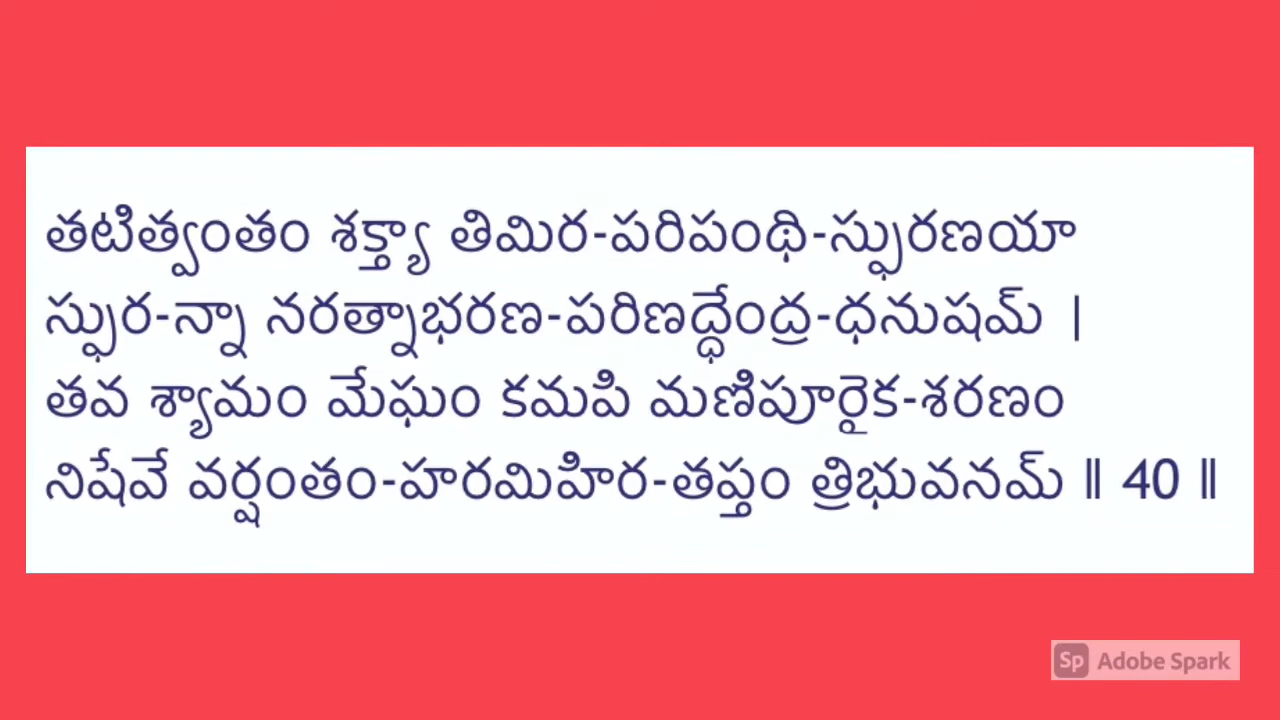 తటిత్వంతం శక్త్యా తిమిర-పరిపంథి-స్ఫురణయా
స్ఫుర-న్నా నరత్నాభరణ-పరిణద్ధేంద్ర-ధనుషమ్ |
తవ శ్యామం మేఘం కమపి మణిపూరైక-శరణం
నిషేవే వర్షంతం-హరమిహిర-తప్తం త్రిభువనమ్ ‖ 40 ‖
Sp Adobe Spark